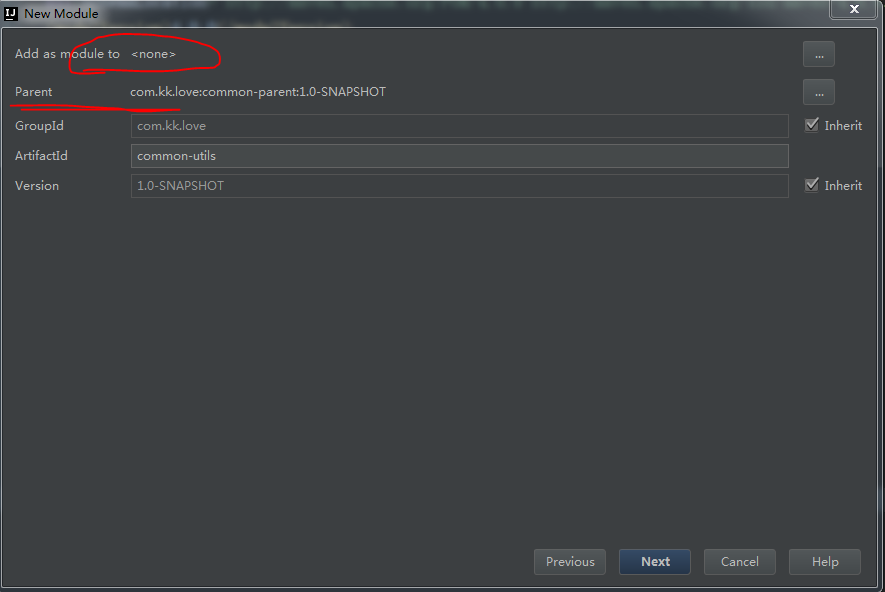 IJ New Module
Add as module to <none> ...
Parent com.kk.love:common-parent:1.0-SNAPSHOT ...
GroupId com.kk.love Inherit
ArtifactId common-utils
Version 1.0-SNAPSHOT Inherit
Previous Next Cancel Help